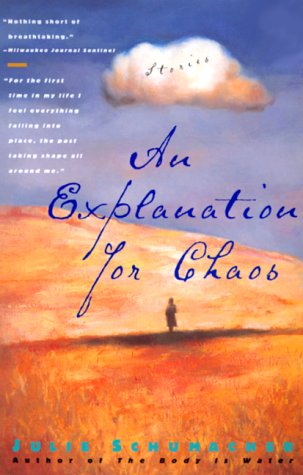 "Nothing short of
breathtaking."
—Milwaukee Journal Sentinel
"For the first
time in my life I
feel everything
falling into
place, the past
taking shape all
around me."
Stories
An
Explanation
for Chaos
Julie Schumacher
Author of The Body Is Water